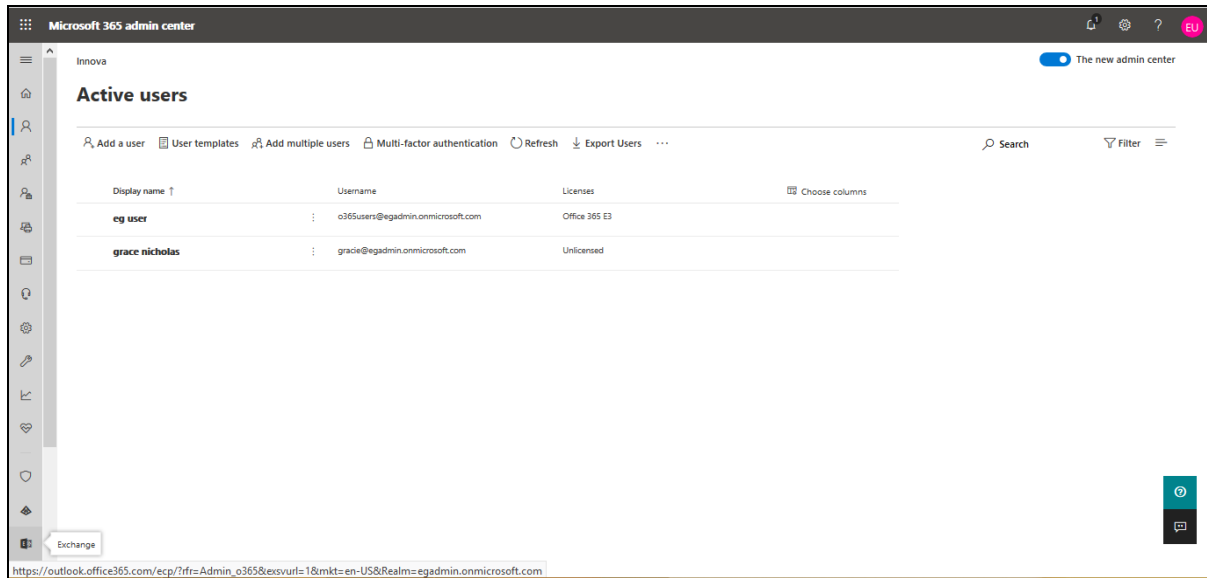 Microsoft 365 admin center
1
?
EU
Innova
The new admin center
Active users
Add a user User templates Add multiple users Multi-factor authentication Refresh Export Users ··· Search Filter
Display name ↑ Username Licenses Choose columns
eg user o365users@egadmin.onmicrosoft.com Office 365 E3
grace nicholas gracie@egadmin.onmicrosoft.com Unlicensed
Exchange
https://outlook.office365.com/ecp/?rfr=Admin_o365&exsvurl=1&mkt=en-US&Realm=egadmin.onmicrosoft.com